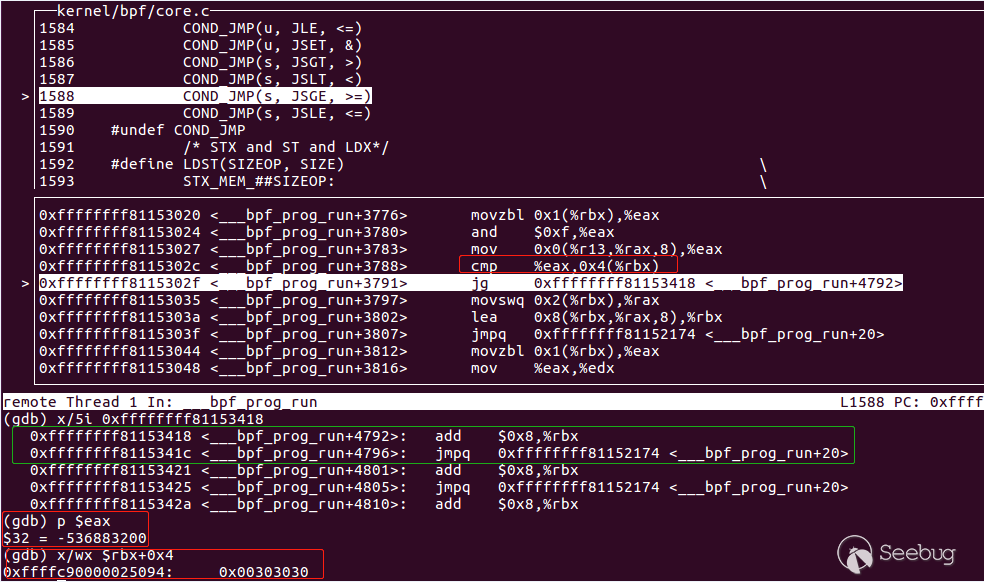 kernel/bpf/core.c
1584 COND_JMP(u, JLE, <=)
1585 COND_JMP(u, JSET, &)
1586 COND_JMP(s, JSGT, >)
1587 COND_JMP(s, JSLT, <)
> 1588 COND_JMP(s, JSGE, >=)
1589 COND_JMP(s, JSLE, <=)
1590 #undef COND_JMP
1591 /* STX and ST and LDX*/
1592 #define LDST(SIZEOP, SIZE) \
1593 STX_MEM_##SIZEOP: \
0xffffffff81153020 <___bpf_prog_run+3776> movzbl 0x1(%rbx),%eax
0xffffffff81153024 <___bpf_prog_run+3780> and $0xf,%eax
0xffffffff81153027 <___bpf_prog_run+3783> mov 0x0(%r13,%rax,8),%eax
0xffffffff8115302c <___bpf_prog_run+3788> cmp %eax,0x4(%rbx)
> 0xffffffff8115302f <___bpf_prog_run+3791> jg 0xffffffff81153418 <___bpf_prog_run+4792>
0xffffffff81153035 <___bpf_prog_run+3797> movswq 0x2(%rbx),%rax
0xffffffff8115303a <___bpf_prog_run+3802> lea 0x8(%rbx,%rax,8),%rbx
0xffffffff8115303f <___bpf_prog_run+3807> jmpq 0xffffffff81152174 <___bpf_prog_run+20>
0xffffffff81153044 <___bpf_prog_run+3812> movzbl 0x1(%rbx),%eax
0xffffffff81153048 <___bpf_prog_run+3816> mov %eax,%edx
remote Thread 1 In: ___bpf_prog_run L1588 PC: 0xffff
(gdb) x/5i 0xffffffff81153418
0xffffffff81153418 <___bpf_prog_run+4792>: add $0x8,%rbx
0xffffffff8115341c <___bpf_prog_run+4796>: jmpq 0xffffffff81152174 <___bpf_prog_run+20>
0xffffffff81153421 <___bpf_prog_run+4801>: add $0x8,%rbx
0xffffffff81153425 <___bpf_prog_run+4805>: jmpq 0xffffffff81152174 <___bpf_prog_run+20>
0xffffffff8115342a <___bpf_prog_run+4810>: add $0x8,%rbx
(gdb) p $eax
$32 = -536883200
(gdb) x/wx $rbx+0x4
0xffffc90000025094: 0x00303030
Seebug